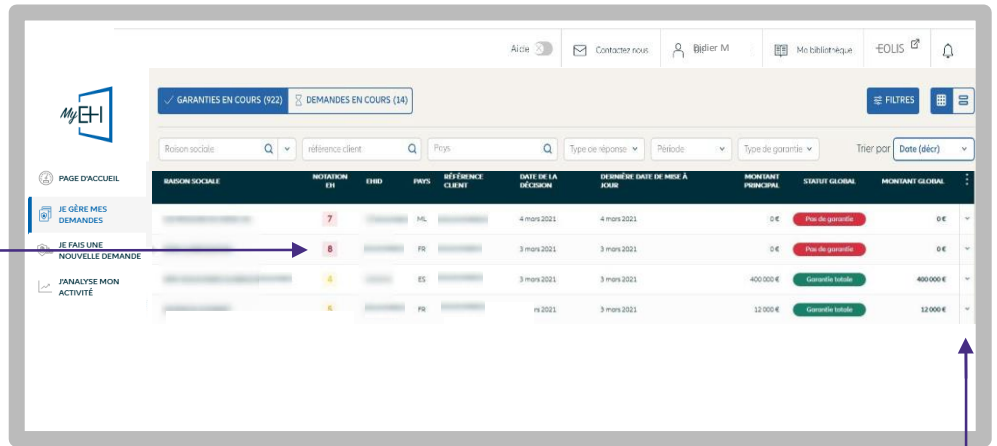 Aide
Contactez nous
Didier M
Ma bibliothèque
EOLIS
My EH
GARANTIES EN COURS (922)
DEMANDES EN COURS (14)
FILTRES
Raison sociale
référence client
Pays
Type de réponse
Période
Type de garantie
Trier par Date (décr)
PAGE D'ACCUEIL
JE GÈRE MES
DEMANDES
JE FAIS UNE
NOUVELLE DEMANDE
J'ANALYSE MON
ACTIVITÉ
RAISON SOCIALE NOTATION EH EHID PAYS RÉFÉRENCE CLIENT DATE DE LA DÉCISION DERNIÈRE DATE DE MISE À JOUR MONTANT PRINCIPAL STATUT GLOBAL MONTANT GLOBAL
7 ML 4 mars 2021 4 mars 2021 0 € Pas de garantie 0 €
8 FR 3 mars 2021 3 mars 2021 0 € Pas de garantie 0 €
4 ES 3 mars 2021 3 mars 2021 400 000 € Garantie totale 400 000 €
5 FR rs 2021 3 mars 2021 12 000 € Garantie totale 12 000 €